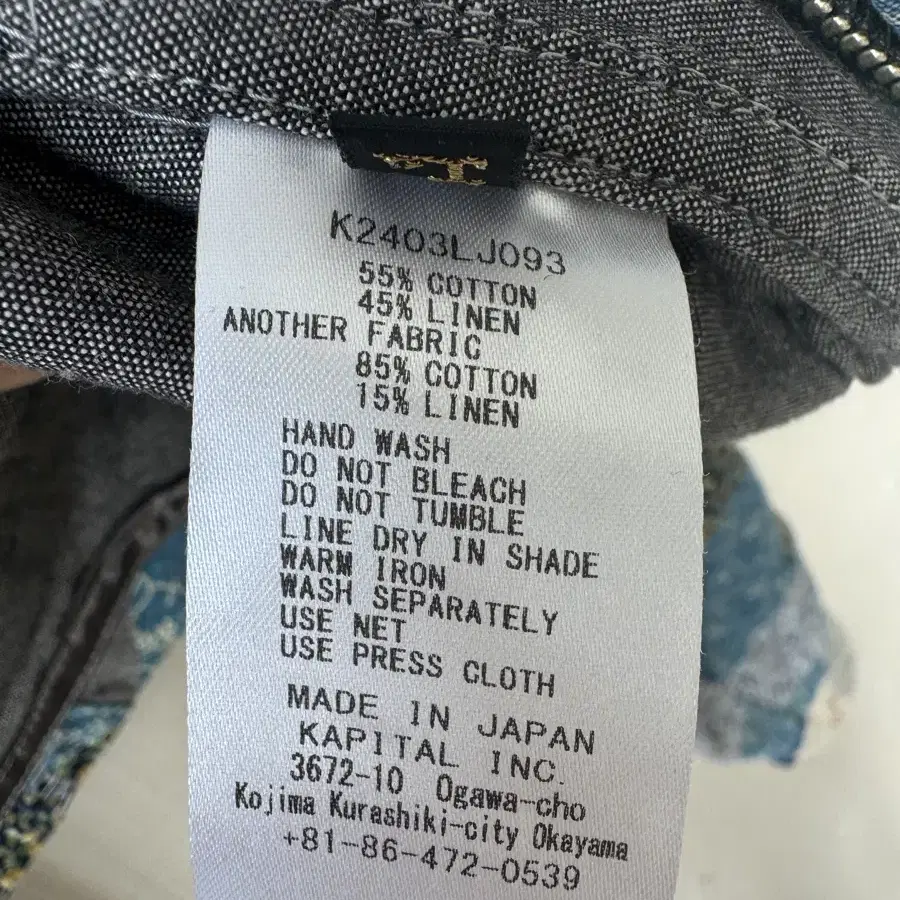 K2403LJ093
55% COTTON
45% LINEN
ANOTHER FABRIC
85% COTTON
15% LINEN
HAND WASH
DO NOT BLEACH
DO NOT TUMBLE
LINE DRY IN SHADE
WARM IRON
WASH SEPARATELY
USE NET
USE PRESS CLOTH
MADE IN JAPAN
KAPITAL INC.
3672-10 Ogawa-cho
Kojima Kurashiki-city Okayama
+81-86-472-0539